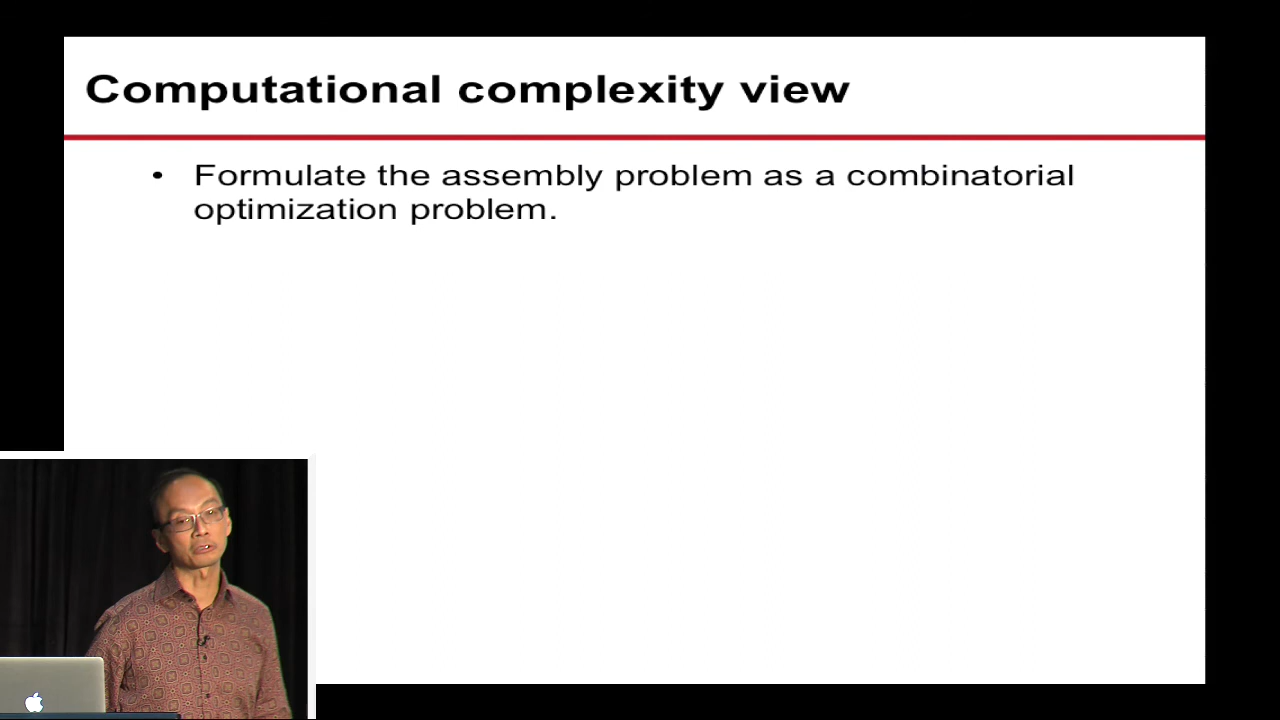 Computational complexity view
• Formulate the assembly problem as a combinatorial
optimization problem.